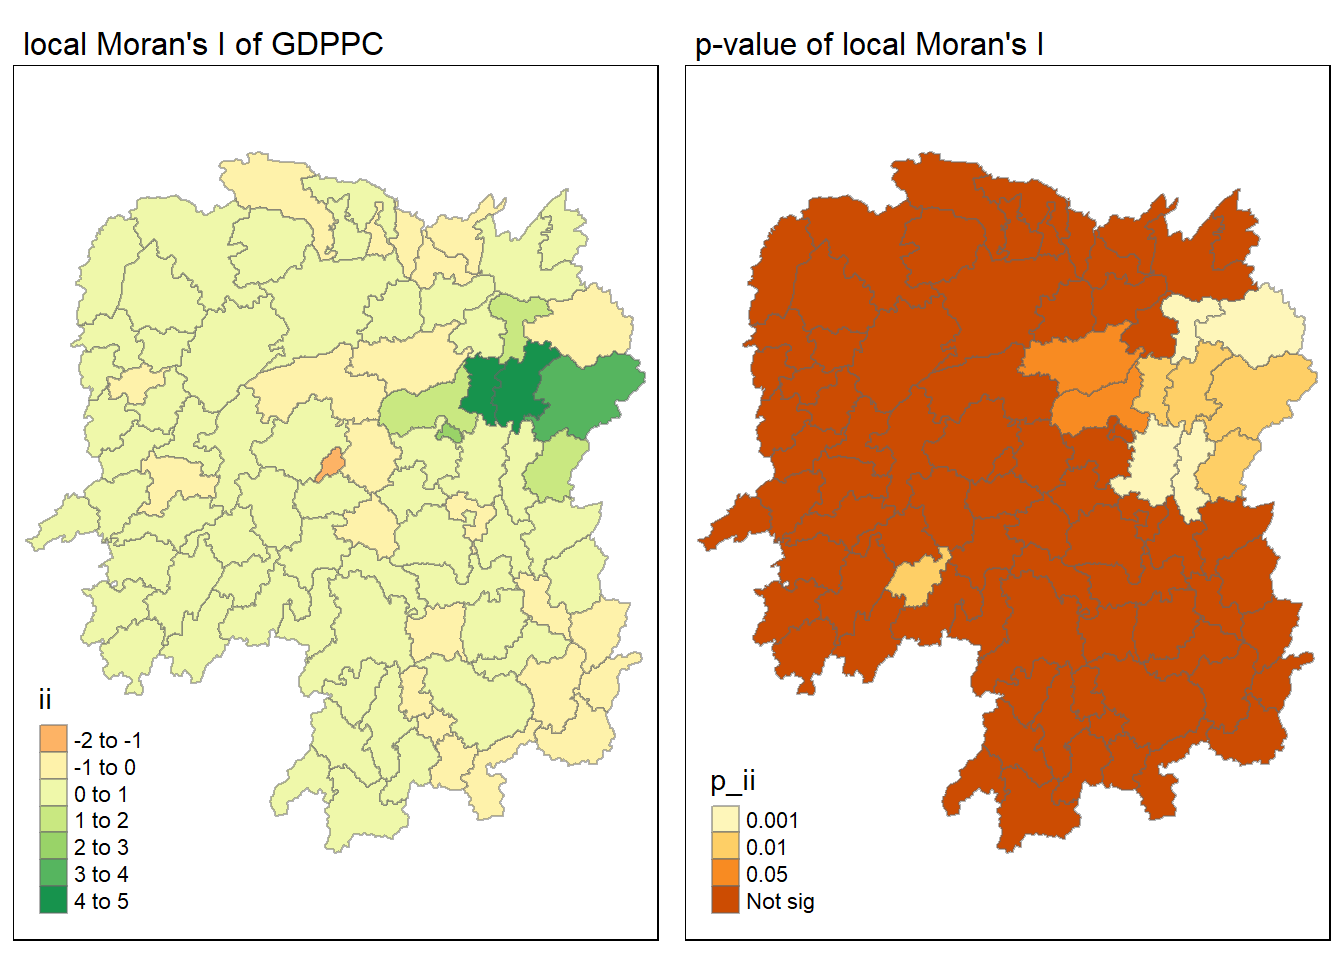 local Moran's I of GDPPC
ii
-2 to -1
-1 to 0
0 to 1
1 to 2
2 to 3
3 to 4
4 to 5
p-value of local Moran's I
p_ii
0.001
0.01
0.05
Not sig